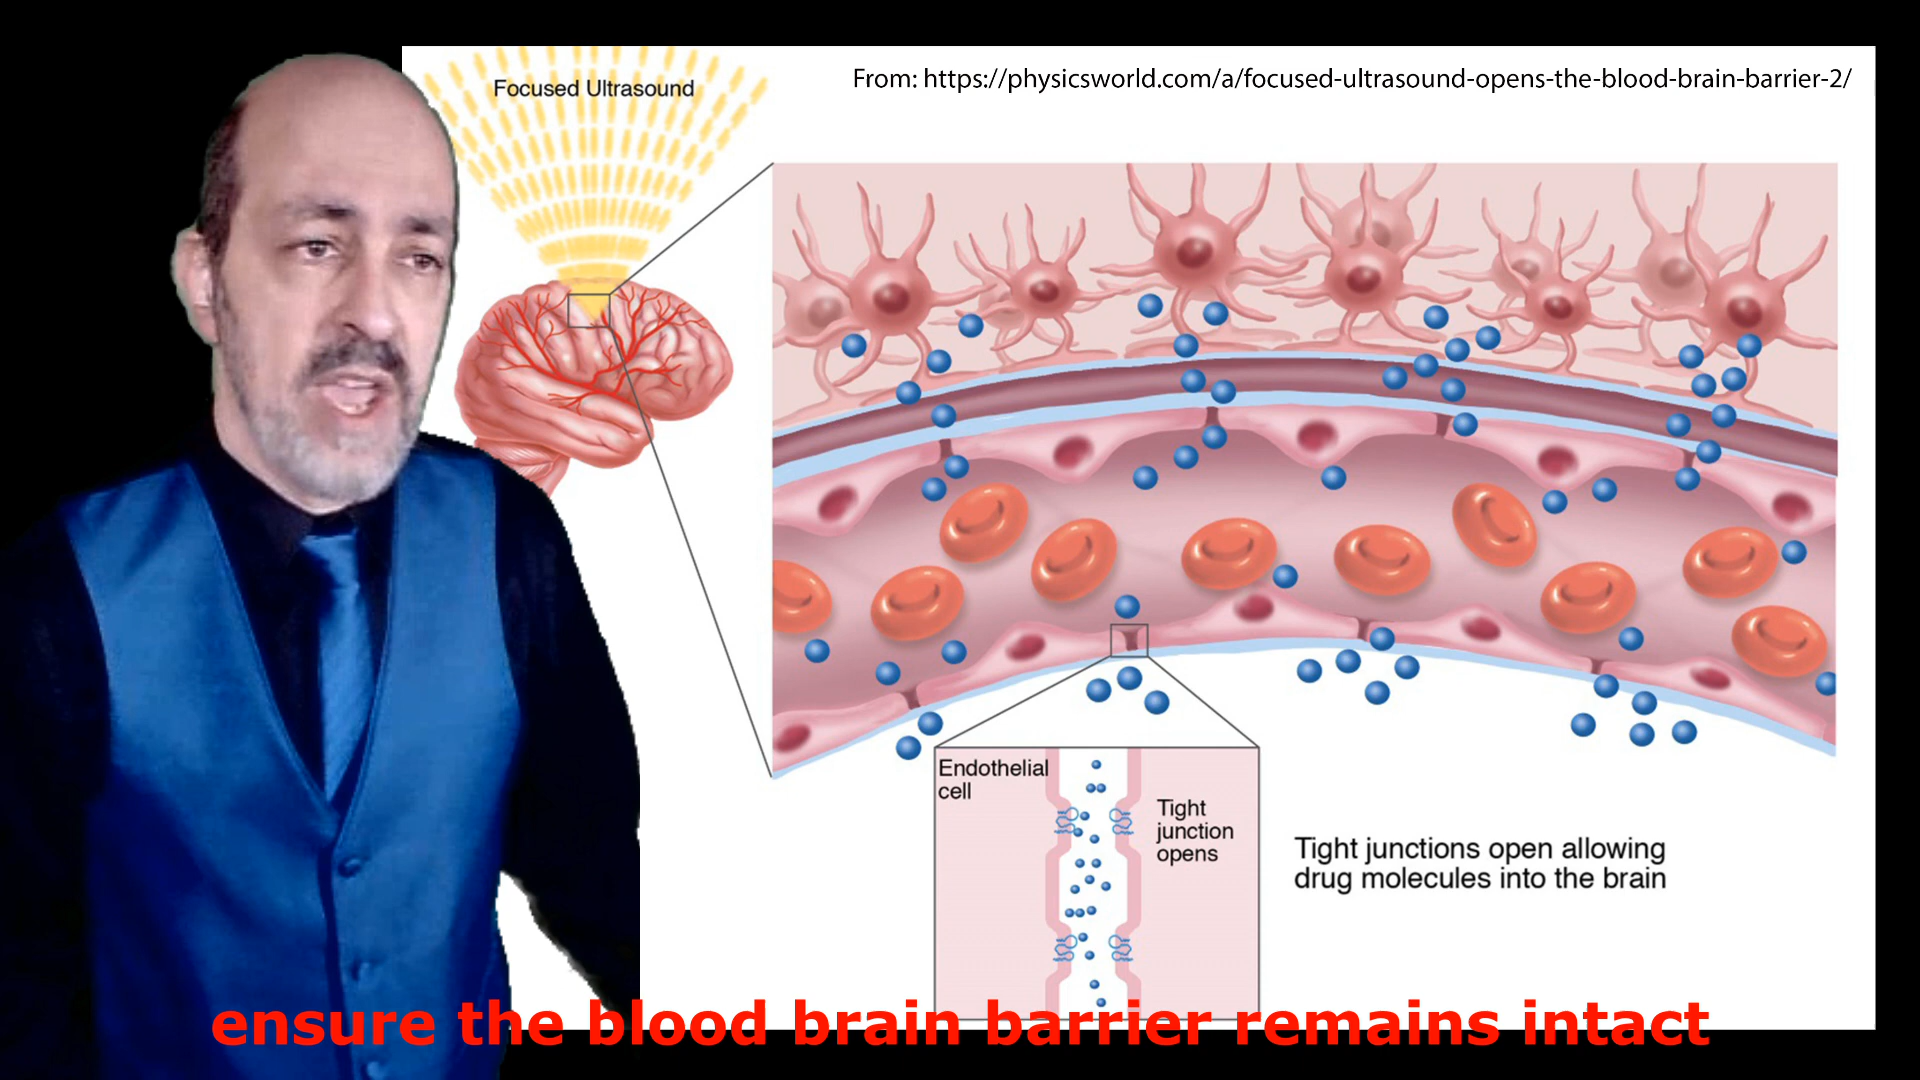 Focused Ultrasound
From: https://physicsworld.com/a/focused-ultrasound-opens-the-blood-brain-barrier-2/
Endothelial
cell
Tight
junction
opens
Tight junctions open allowing
drug molecules into the brain
ensure the blood brain barrier remains intact